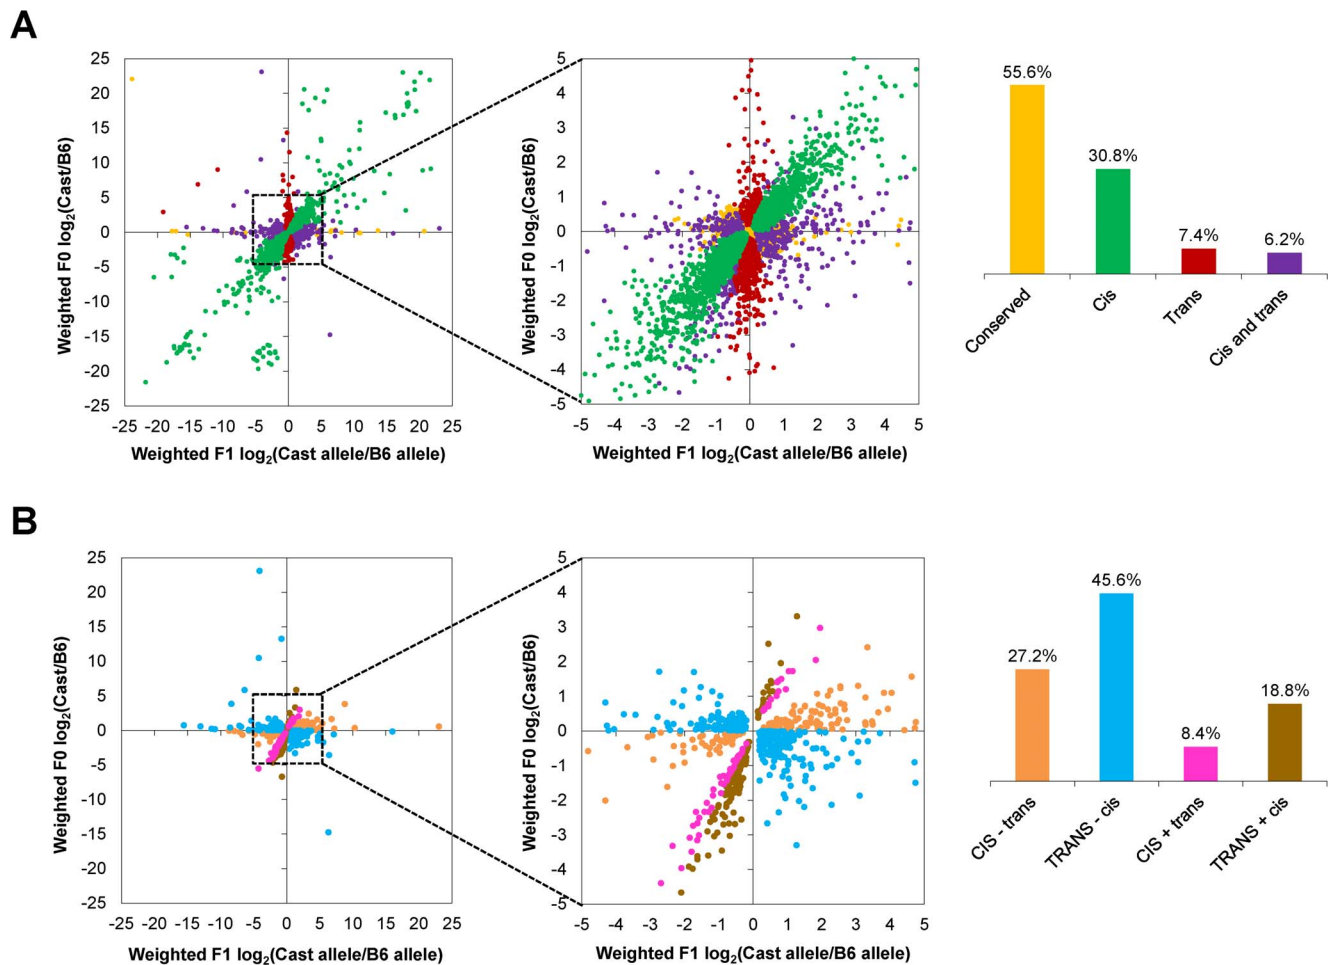 A
25
20
15
10
5
0
-5
-10
-15
-20
-25
-25 -20 -15 -10 -5 0 5 10 15 20 25
Weighted F0 log2(Cast/B6)
Weighted F1 log2(Cast allele/B6 allele)
5
4
3
2
1
0
-1
-2
-3
-4
-5
-5 -4 -3 -2 -1 0 1 2 3 4 5
Weighted F0 log2(Cast/B6)
Weighted F1 log2(Cast allele/B6 allele)
55.6%
30.8%
7.4%
6.2%
Conserved
Cis
Trans
Cis and trans
B
25
20
15
10
5
0
-5
-10
-15
-20
-25
-25 -20 -15 -10 -5 0 5 10 15 20 25
Weighted F0 log2(Cast/B6)
Weighted F1 log2(Cast allele/B6 allele)
5
4
3
2
1
0
-1
-2
-3
-4
-5
-5 -4 -3 -2 -1 0 1 2 3 4 5
Weighted F0 log2(Cast/B6)
Weighted F1 log2(Cast allele/B6 allele)
27.2%
45.6%
8.4%
18.8%
CIS - trans
TRANS - cis
CIS + trans
TRANS + cis